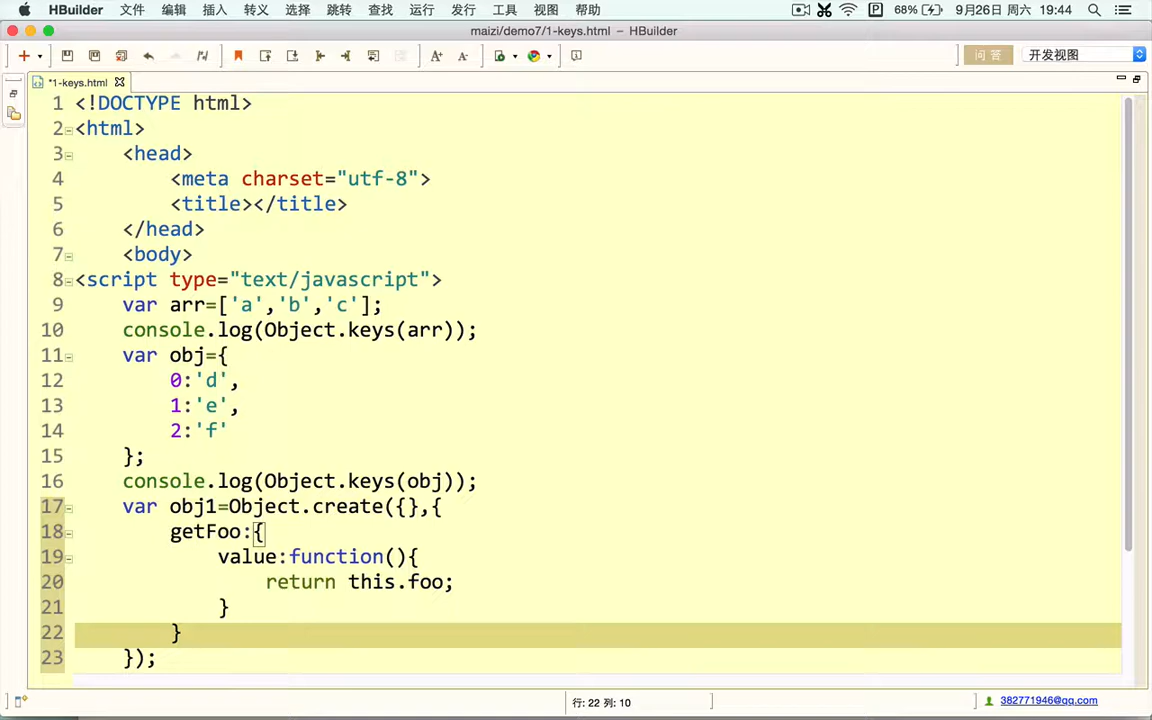 HBuilder 文件 编辑 插入 转义 选择 跳转 查找 运行 发行 工具 视图 帮助 68% 9月26日 周六 19:44
maizi/demo7/1-keys.html – HBuilder
问答 开发视图
*1-keys.html
1 <!DOCTYPE html>
2 <html>
3 <head>
4 <meta charset="utf-8">
5 <title></title>
6 </head>
7 <body>
8 <script type="text/javascript">
9 var arr=['a','b','c'];
10 console.log(Object.keys(arr));
11 var obj={
12 0:'d',
13 1:'e',
14 2:'f'
15 };
16 console.log(Object.keys(obj));
17 var obj1=Object.create({},{
18 getFoo:{
19 value:function(){
20 return this.foo;
21 }
22 }
23 });
行: 22 列: 10 382771946@qq.com